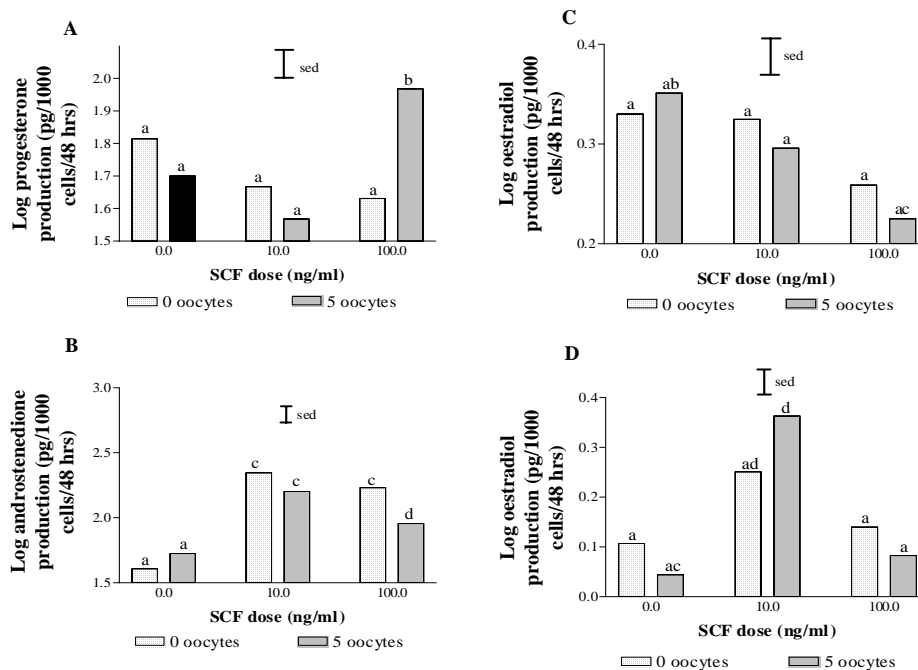 A
Log progesterone
production (pg/1000
cells/48 hrs)
2.0
1.9
1.8
1.7
1.6
1.5
sed
a
a
a
a
a
b
0.0
10.0
100.0
SCF dose (ng/ml)
0 oocytes
5 oocytes
C
Log oestradiol
production (pg/1000
cells/48 hrs)
0.4
0.3
0.2
sed
a
ab
a
a
a
ac
0.0
10.0
100.0
SCF dose (ng/ml)
0 oocytes
5 oocytes
B
Log androstenedione
production (pg/1000
cells/48 hrs)
3.0
2.5
2.0
1.5
sed
a
a
c
c
c
d
0.0
10.0
100.0
SCF dose (ng/ml)
0 oocytes
5 oocytes
D
Log oestradiol
production (pg/1000
cells/48 hrs)
0.4
0.3
0.2
0.1
0.0
sed
a
ac
ad
d
a
a
0.0
10.0
100.0
SCF dose (ng/ml)
0 oocytes
5 oocytes